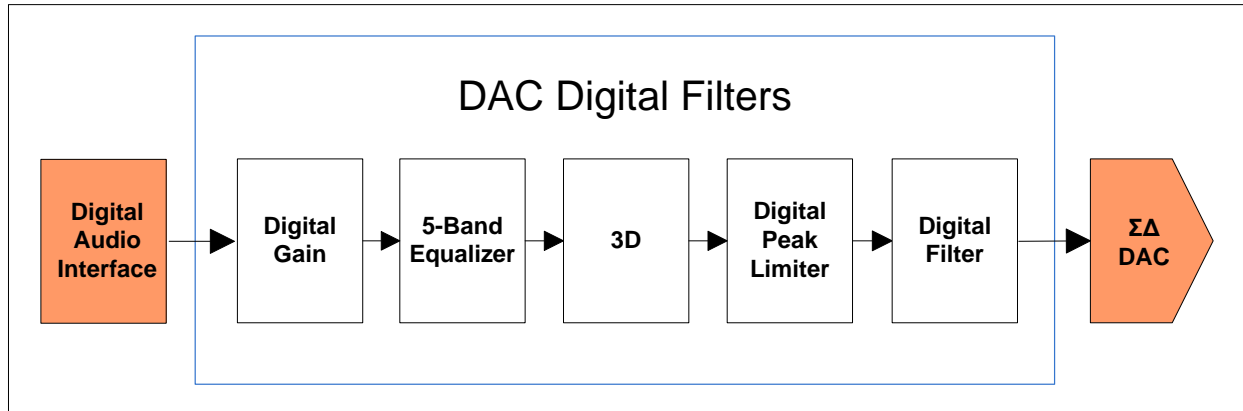 DAC Digital Filters
Digital
Audio
Interface
Digital
Gain
5-Band
Equalizer
3D
Digital
Peak
Limiter
Digital
Filter
ΣΔ
DAC